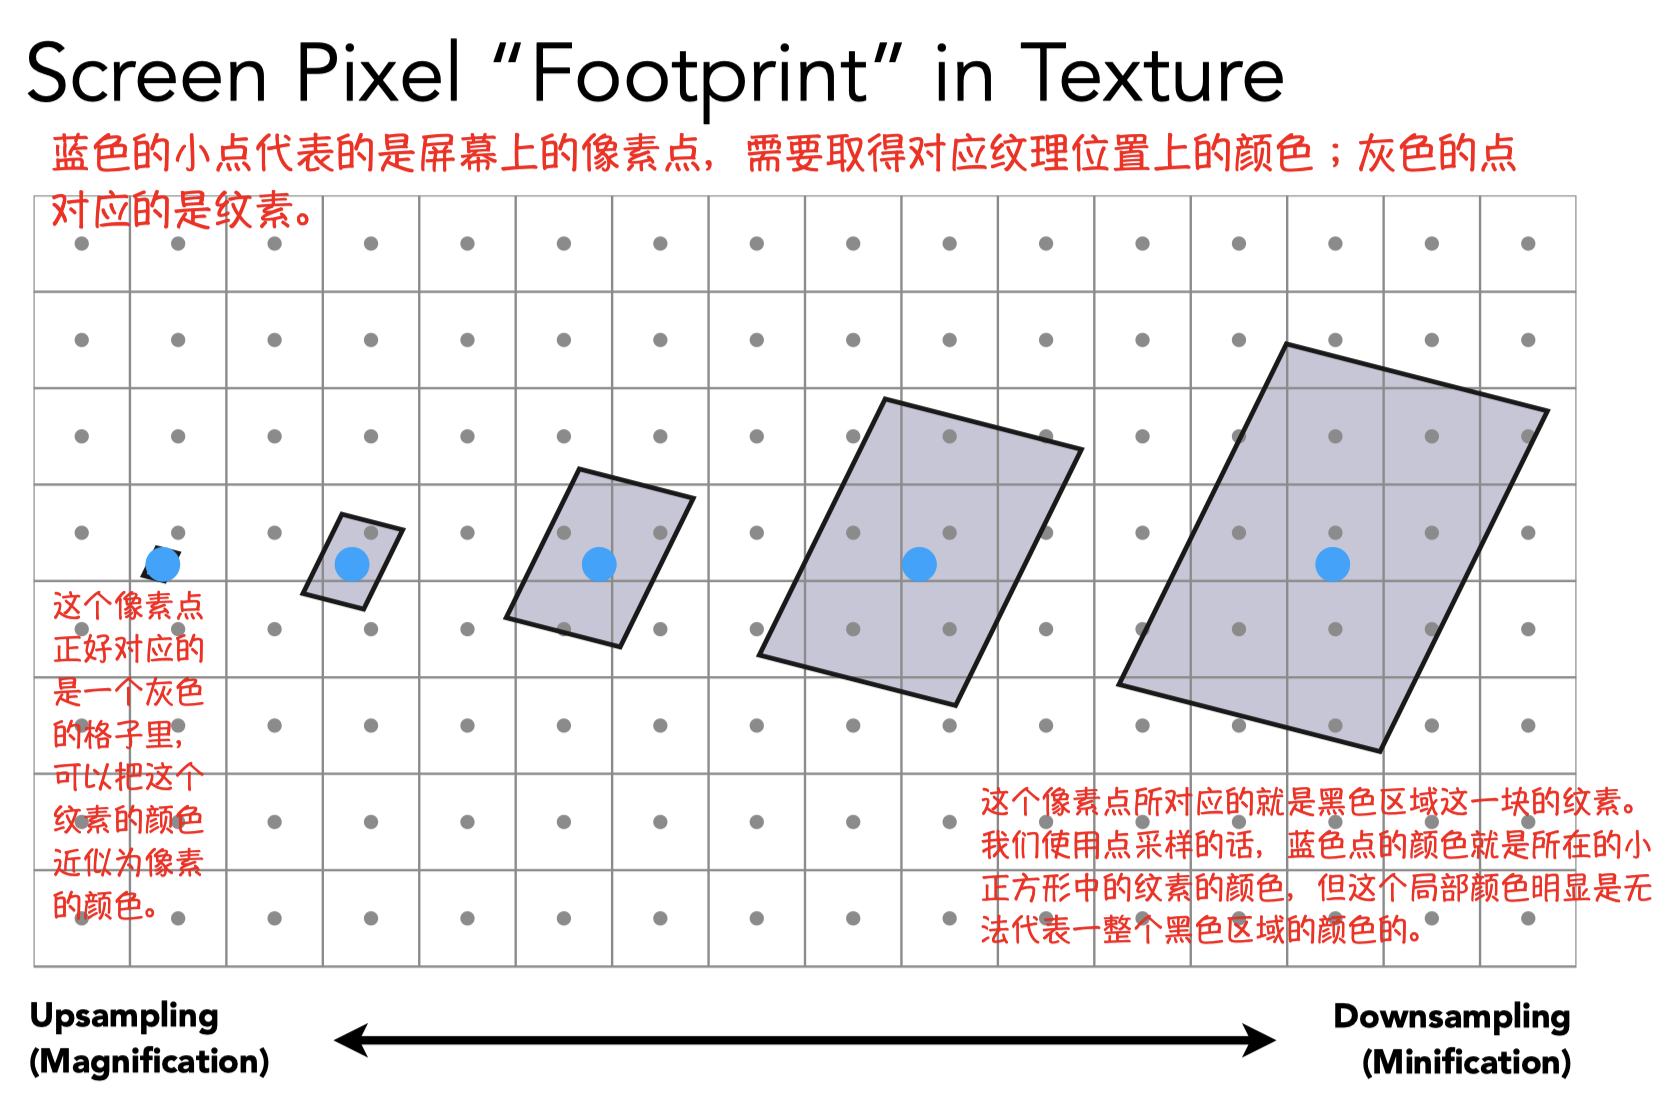 Screen Pixel “Footprint” in Texture
蓝色的小点代表的是屏幕上的像素点，需要取得对应纹理位置上的颜色；灰色的点
对应的是纹素。
这个像素点
正好对应的
是一个灰色
的格子里，
可以把这个
纹素的颜色
近似为像素
的颜色。
这个像素点所对应的就是黑色区域这一块的纹素。
我们使用点采样的话，蓝色点的颜色就是所在的小
正方形中的纹素的颜色，但这个局部颜色明显是无
法代表一整个黑色区域的颜色的。
Upsampling
(Magnification)
Downsampling
(Minification)